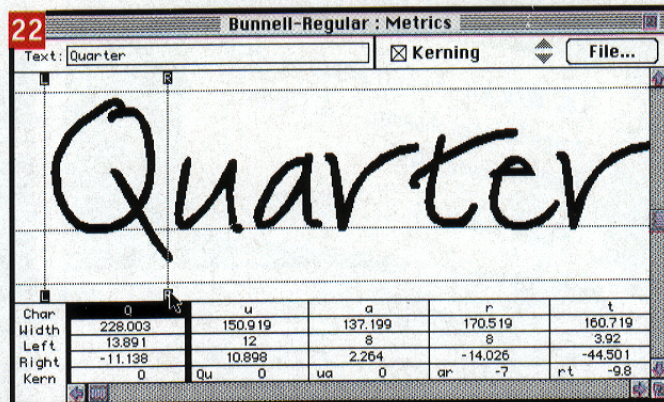 22
Bunnell-Regular : Metrics
Text: Quarter
Kerning
File...
L R
Quarter
L R
Char Q u a r t
Width 228.003 150.919 137.199 170.519 160.719
Left 13.891 12 8 8 3.92
Right -11.138 10.898 2.264 -14.026 -44.501
Kern 0 Qu 0 ua 0 ar -7 rt -9.8